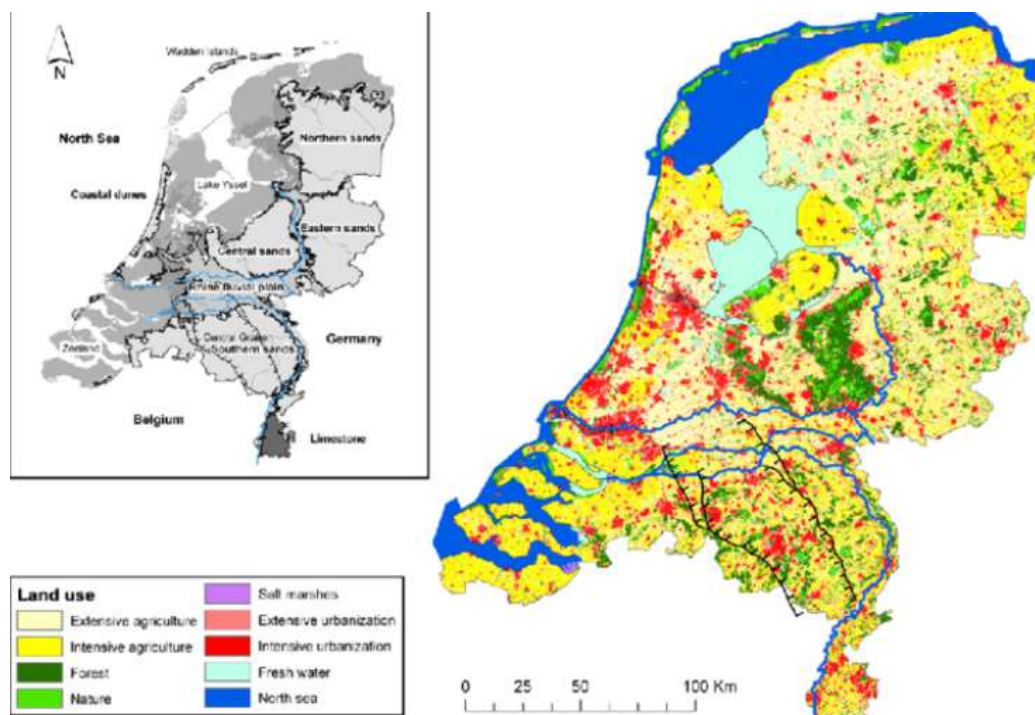 Wadden Islands
N
North Sea
Northern sands
Coastal dunes
Lake Yssel
Eastern sands
Central sands
Rhine fluvial plain
Central Graben
Southern sands
Zeeland
Germany
Belgium
Limestone
Land use
Extensive agriculture
Intensive agriculture
Forest
Nature
Salt marshes
Extensive urbanization
Intensive urbanization
Fresh water
North sea
0 25 50 100 Km